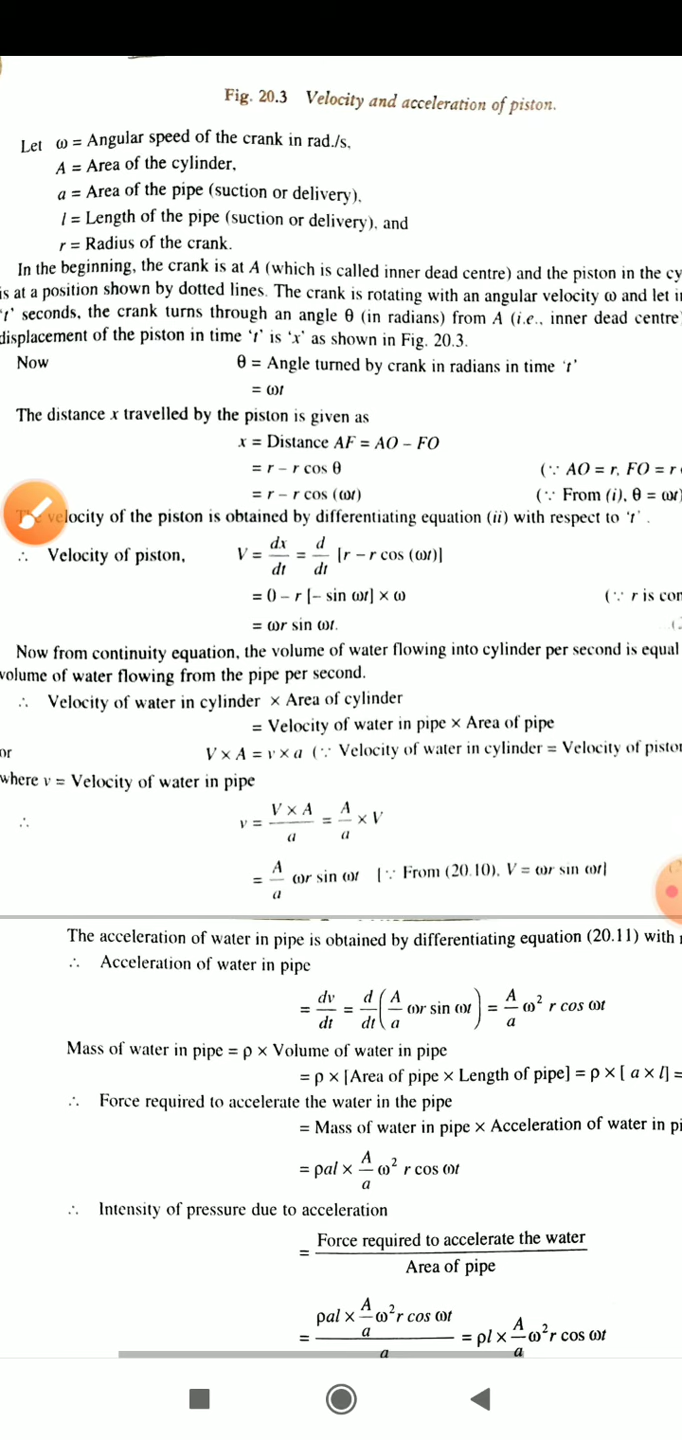 Fig. 20.3 Velocity and acceleration of piston.
Let ω = Angular speed of the crank in rad./s,
A = Area of the cylinder,
a = Area of the pipe (suction or delivery),
l = Length of the pipe (suction or delivery), and
r = Radius of the crank.
In the beginning, the crank is at A (which is called inner dead centre) and the piston in the cy
is at a position shown by dotted lines. The crank is rotating with an angular velocity ω and let i
't' seconds, the crank turns through an angle θ (in radians) from A (i.e., inner dead centre
displacement of the piston in time 't' is 'x' as shown in Fig. 20.3.
Now θ = Angle turned by crank in radians in time 't'
= ωt
The distance x travelled by the piston is given as
x = Distance AF = AO – FO
= r – r cos θ (∵ AO = r, FO = r
= r – r cos (ωt) (∵ From (i), θ = ωt)
velocity of the piston is obtained by differentiating equation (ii) with respect to 't'.
∴ Velocity of piston, V = dx/dt = d/dt [r – r cos (ωt)]
= 0 – r [– sin ωt] × ω (∵ r is con
= ωr sin ωt.
Now from continuity equation, the volume of water flowing into cylinder per second is equal
volume of water flowing from the pipe per second.
∴ Velocity of water in cylinder × Area of cylinder
= Velocity of water in pipe × Area of pipe
or V × A = v × a (∵ Velocity of water in cylinder = Velocity of pisto
where v = Velocity of water in pipe
∴ v = (V × A)/a = A/a × V
= A/a ωr sin ωt [∵ From (20.10), V = ωr sin ωt]
The acceleration of water in pipe is obtained by differentiating equation (20.11) with
∴ Acceleration of water in pipe
= dv/dt = d/dt (A/a ωr sin ωt) = A/a ω² r cos ωt
Mass of water in pipe = ρ × Volume of water in pipe
= ρ × [Area of pipe × Length of pipe] = ρ × [ a × l] =
∴ Force required to accelerate the water in the pipe
= Mass of water in pipe × Acceleration of water in pi
= ρal × A/a ω² r cos ωt
∴ Intensity of pressure due to acceleration
= Force required to accelerate the water / Area of pipe
= (ρal × A/a ω² r cos ωt)/a = ρl × A/a ω² r cos ωt